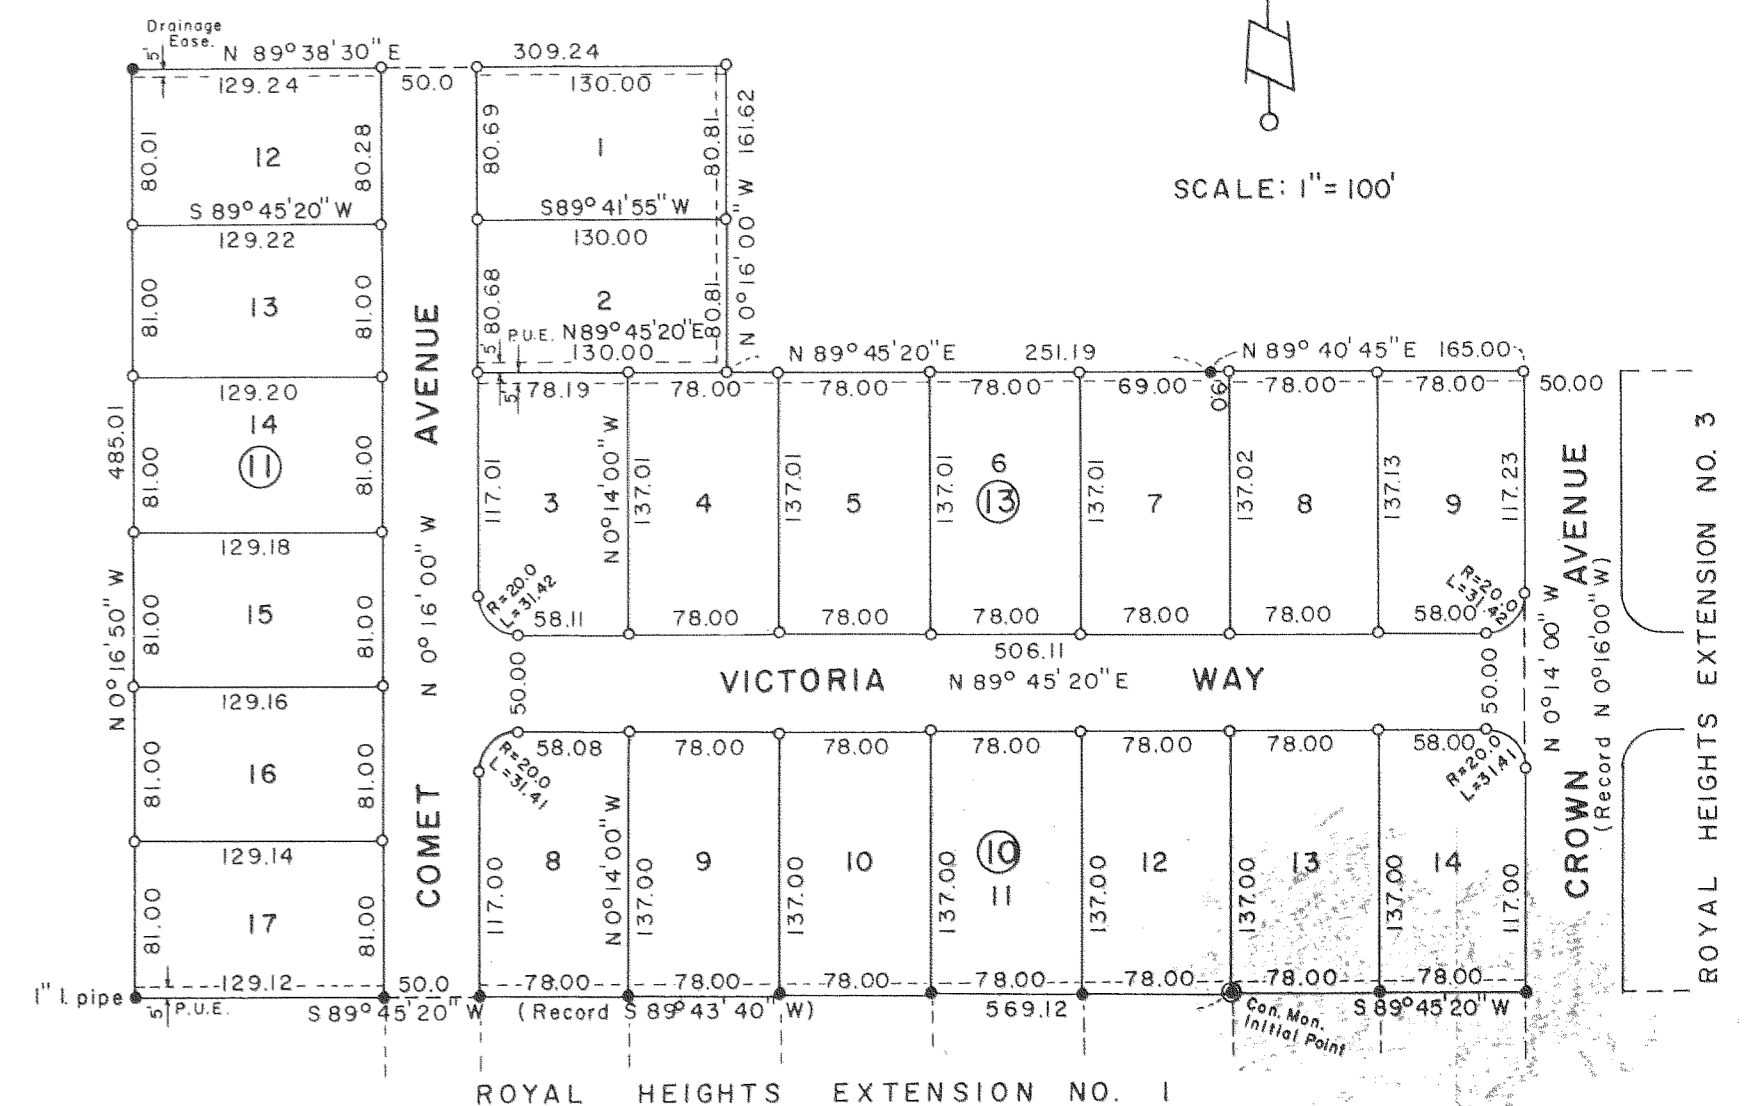 Drainage
Ease.
5'
N 89° 38' 30" E
309.24
129.24
50.0
130.00
80.01
12
80.28
80.69
1
80.81
161.62
N 0° 16' 00" W
SCALE: 1" = 100'
S 89° 45' 20" W
S 89° 41' 55" W
129.22
130.00
81.00
13
81.00
80.68
2
80.81
5'
P.U.E.
N 89° 45' 20" E
130.00
N 89° 45' 20" E
251.19
N 89° 40' 45" E
165.00
129.20
5'
78.19
78.00
78.00
78.00
69.00
9.0
78.00
78.00
50.00
485.01
N 0° 16' 50" W
81.00
14
11
81.00
AVENUE
N 0° 16' 00" W
COMET
117.01
3
N 0° 14' 00" W
137.01
4
137.01
5
137.01
6
13
137.01
7
137.02
8
137.13
9
117.23
R=20.0
L=31.42
R=20.0
L=31.42
129.18
81.00
15
81.00
58.11
78.00
78.00
78.00
78.00
78.00
58.00
506.11
50.00
VICTORIA
N 89° 45' 20" E
WAY
50.00
AVENUE
CROWN
N 0° 14' 00" W
(Record N 0° 16' 00" W)
ROYAL HEIGHTS EXTENSION NO. 3
129.16
81.00
16
81.00
58.08
78.00
78.00
78.00
78.00
78.00
58.00
R=20.0
L=31.41
R=20.0
L=31.41
129.14
81.00
17
81.00
117.00
8
N 0° 14' 00" W
137.00
9
137.00
10
137.00
10
11
137.00
12
137.00
13
137.00
14
117.00
129.12
50.0
78.00
78.00
78.00
78.00
78.00
78.00
78.00
1" I. pipe
5'
P.U.E.
S 89° 45' 20" W
(Record S 89° 43' 40" W)
569.12
Con. Mon.
Initial Point
S 89° 45' 20" W
ROYAL HEIGHTS EXTENSION NO. 1